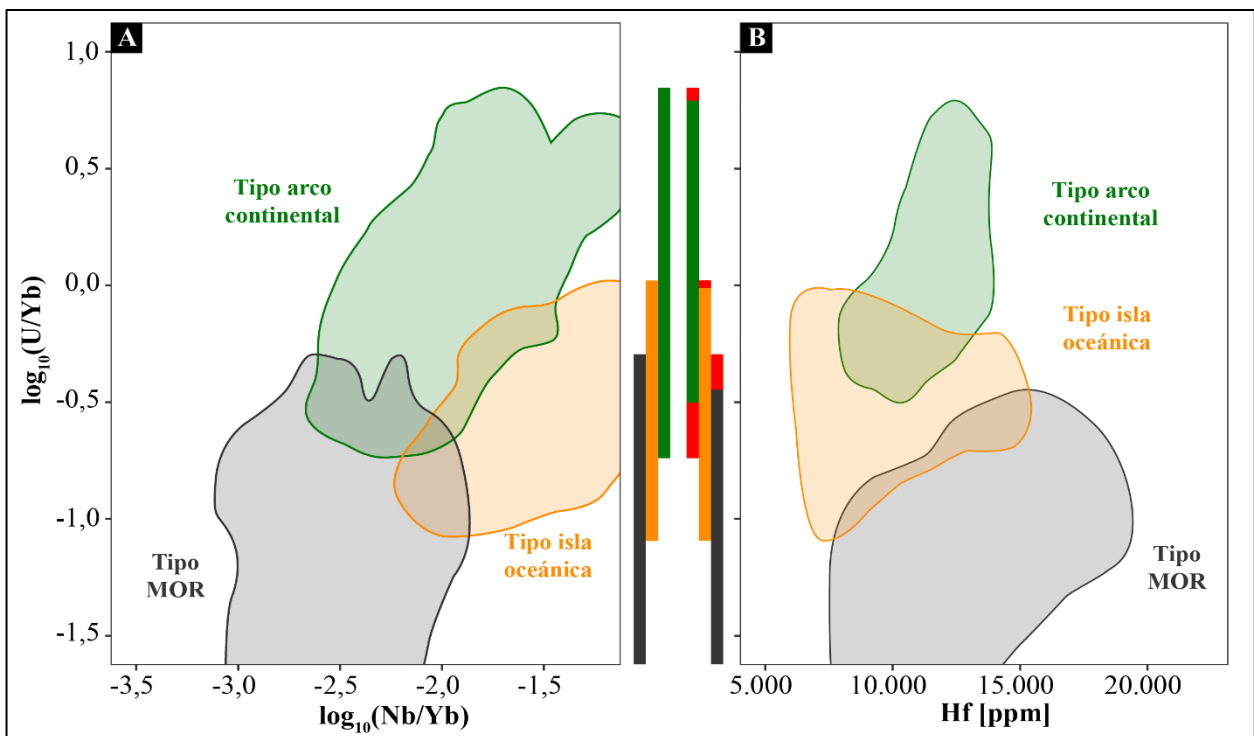 A
B
1,0
0,5
0,0
-0,5
-1,0
-1,5
log10(U/Yb)
Tipo arco
continental
Tipo isla
oceánica
Tipo
MOR
-3,5
-3,0
-2,5
-2,0
-1,5
log10(Nb/Yb)
Tipo arco
continental
Tipo isla
oceánica
Tipo
MOR
5.000
10.000
15.000
20.000
Hf [ppm]